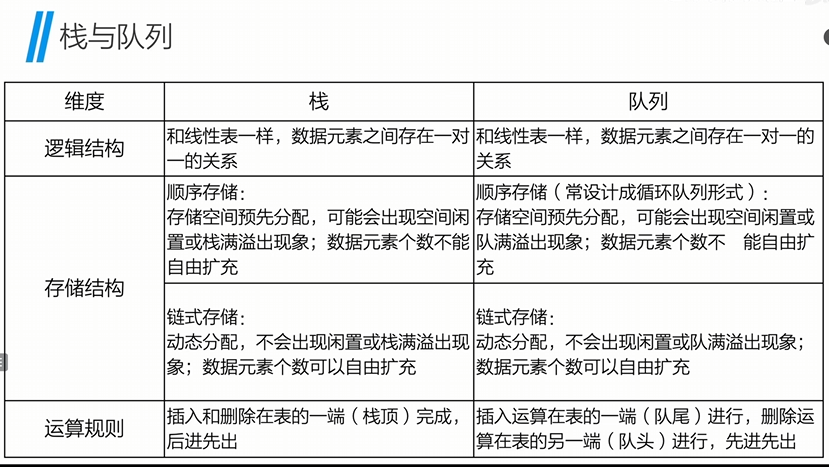 栈与队列
维度
栈
队列
逻辑结构
和线性表一样，数据元素之间存在一对
一的关系
和线性表一样，数据元素之间存在一对一的
关系
存储结构
顺序存储：
存储空间预先分配，可能会出现空间闲
置或栈满溢出现象；数据元素个数不能
自由扩充
顺序存储（常设计成循环队列形式）：
存储空间预先分配，可能会出现空间闲置或
队满溢出现象；数据元素个数不 能自由扩
充
链式存储：
动态分配，不会出现闲置或栈满溢出现
象；数据元素个数可以自由扩充
链式存储：
动态分配，不会出现闲置或队满溢出现象；
数据元素个数可以自由扩充
运算规则
插入和删除在表的一端（栈顶）完成，
后进先出
插入运算在表的一端（队尾）进行，删除运
算在表的另一端（队头）进行，先进先出